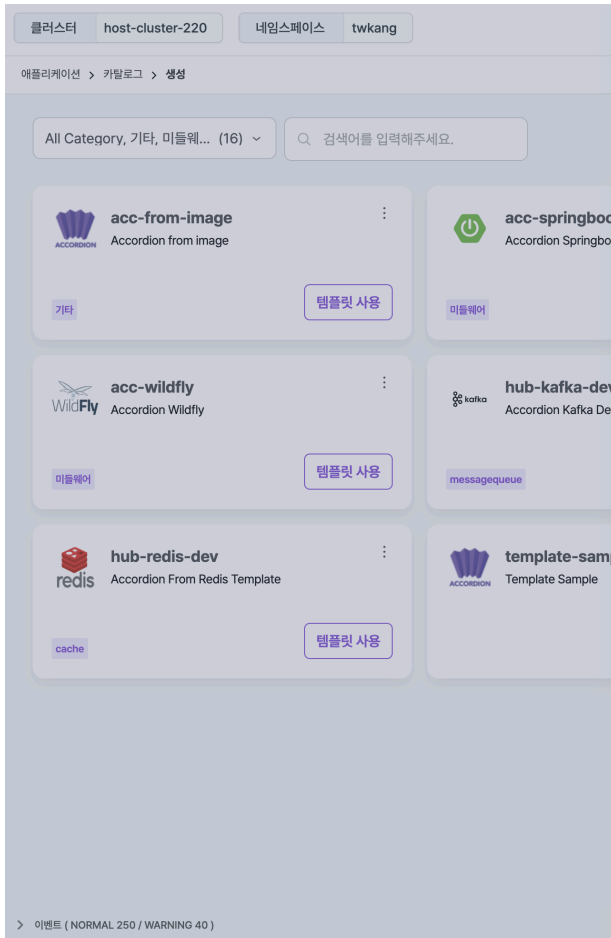 클러스터 host-cluster-220 네임스페이스 twkang
애플리케이션 > 카탈로그 > 생성
All Category, 기타, 미들웨... (16) 검색어를 입력해주세요.
ACCORDION
acc-from-image
Accordion from image
기타
템플릿 사용
acc-springboo
Accordion Springbo
미들웨어
WildFly
acc-wildfly
Accordion Wildfly
미들웨어
템플릿 사용
kafka
hub-kafka-de
Accordion Kafka De
messagequeue
redis
hub-redis-dev
Accordion From Redis Template
cache
템플릿 사용
ACCORDION
template-sam
Template Sample
> 이벤트 ( NORMAL 250 / WARNING 40 )